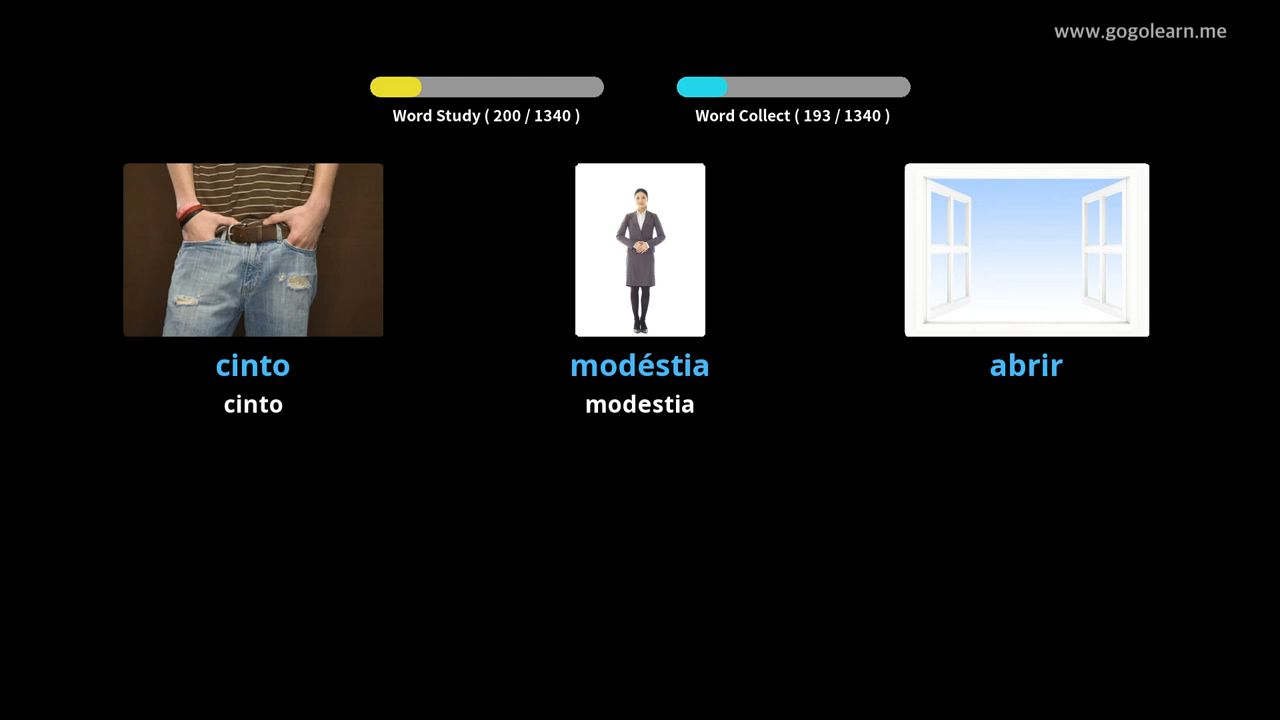 www.gogolearn.me
Word Study ( 200 / 1340 )
Word Collect ( 193 / 1340 )
cinto
cinto
modéstia
modestia
abrir